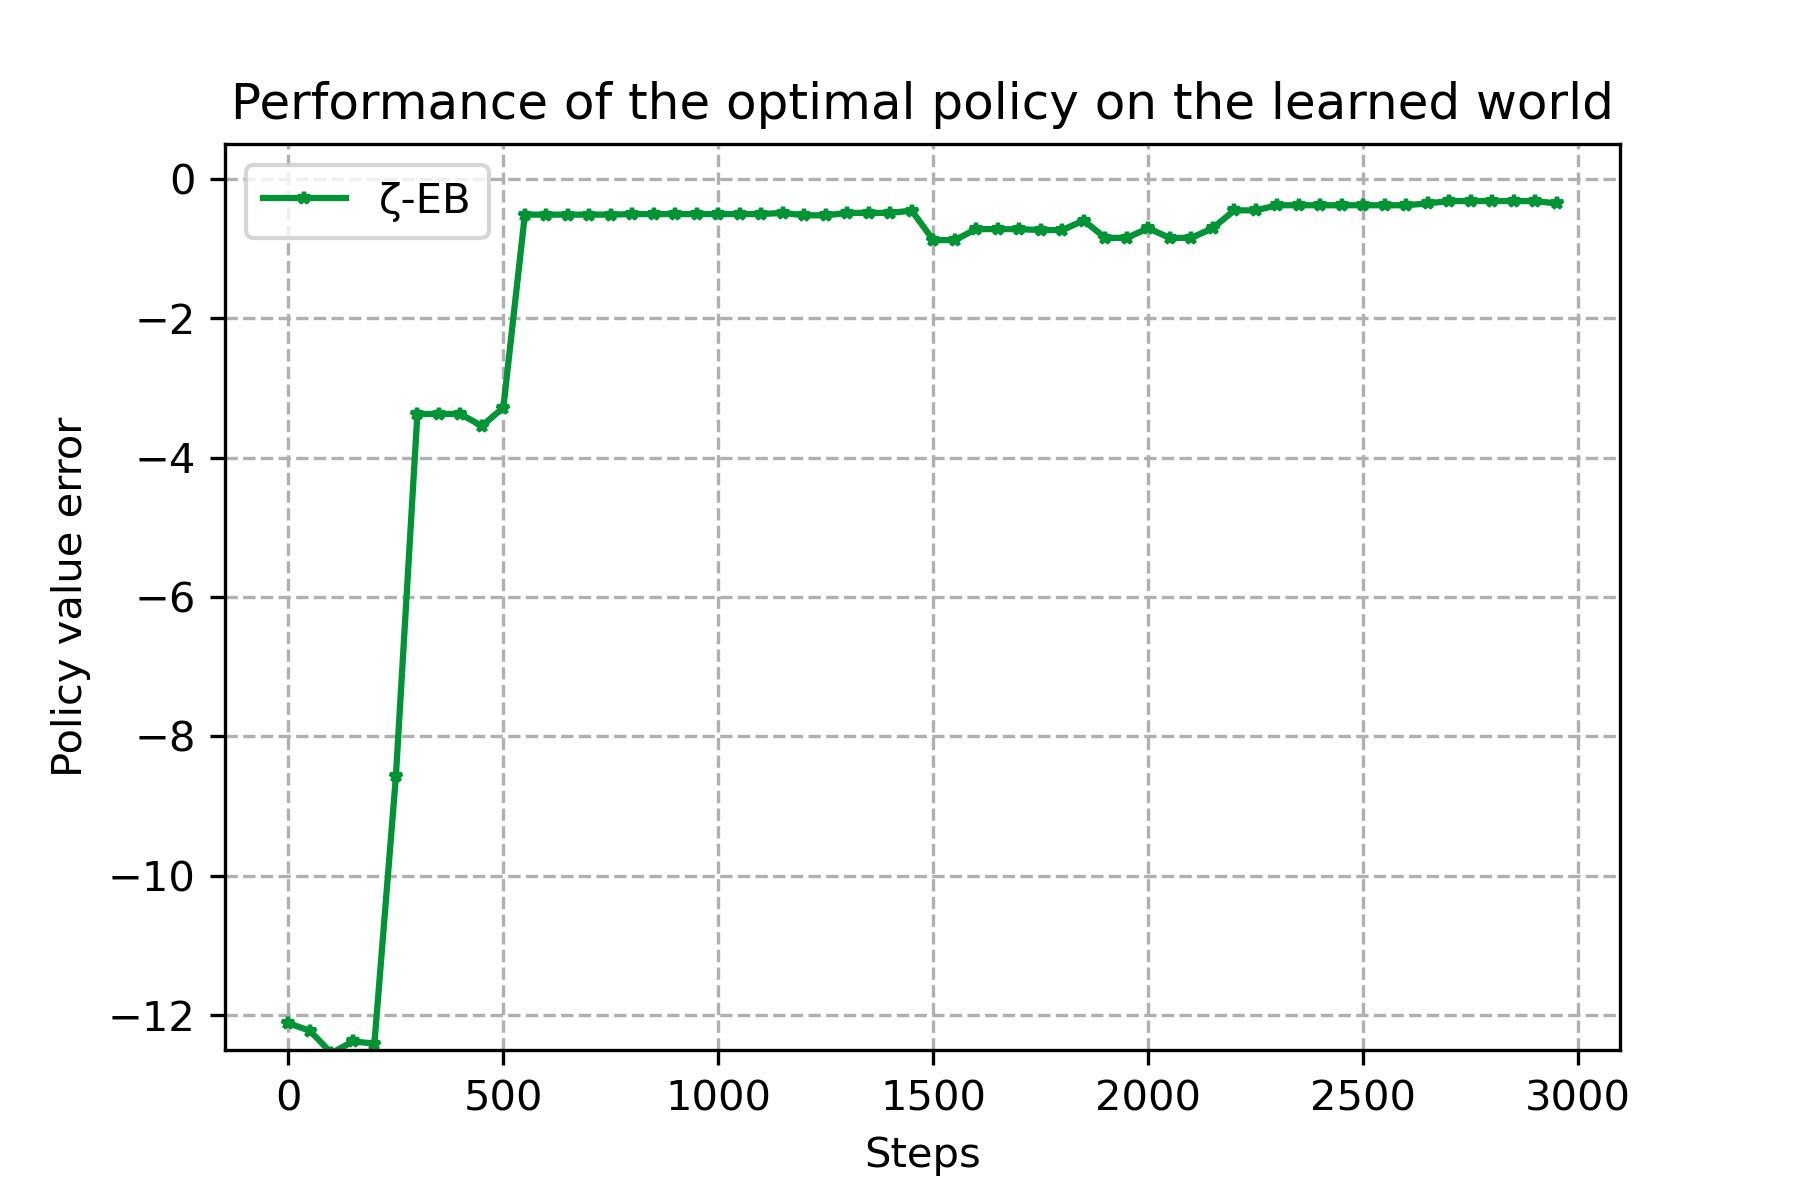 Performance of the optimal policy on the learned world
ζ-EB
0
−2
−4
−6
−8
−10
−12
Policy value error
0 500 1000 1500 2000 2500 3000
Steps